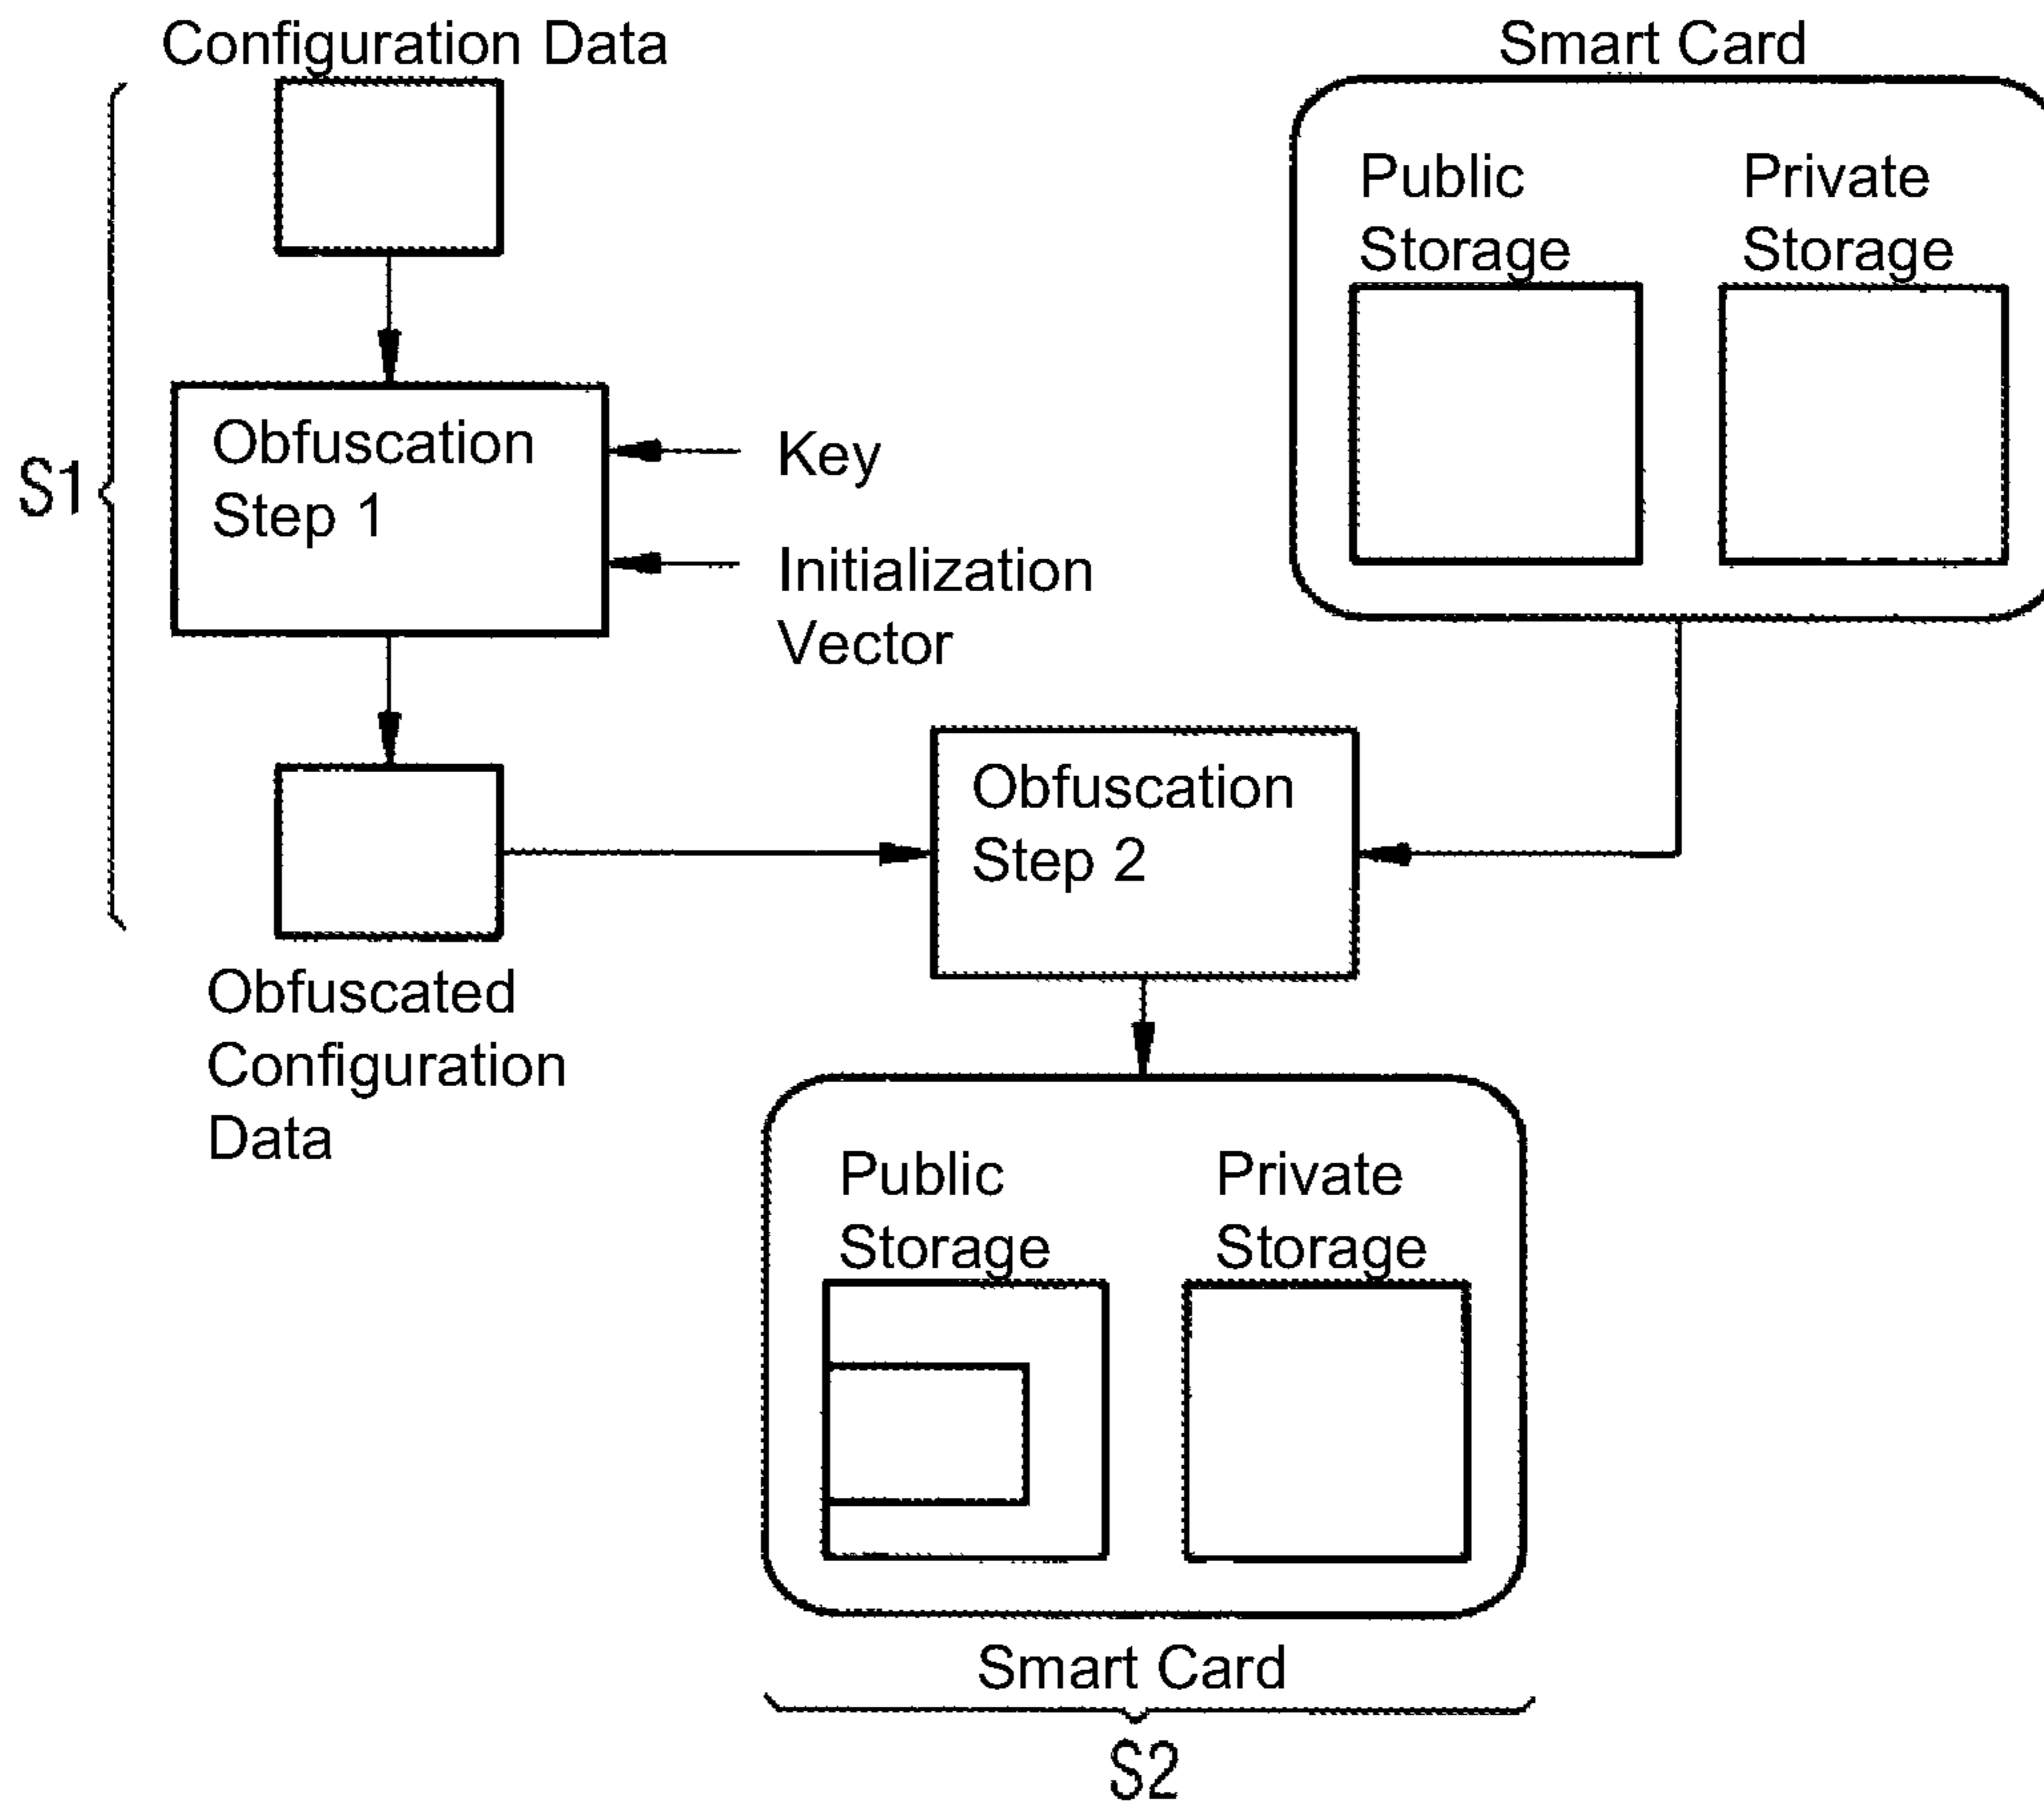 Configuration Data
Smart Card
Public
Storage
Private
Storage
S1
Obfuscation
Step 1
Key
Initialization
Vector
Obfuscation
Step 2
Obfuscated
Configuration
Data
Public
Storage
Private
Storage
Smart Card
S2